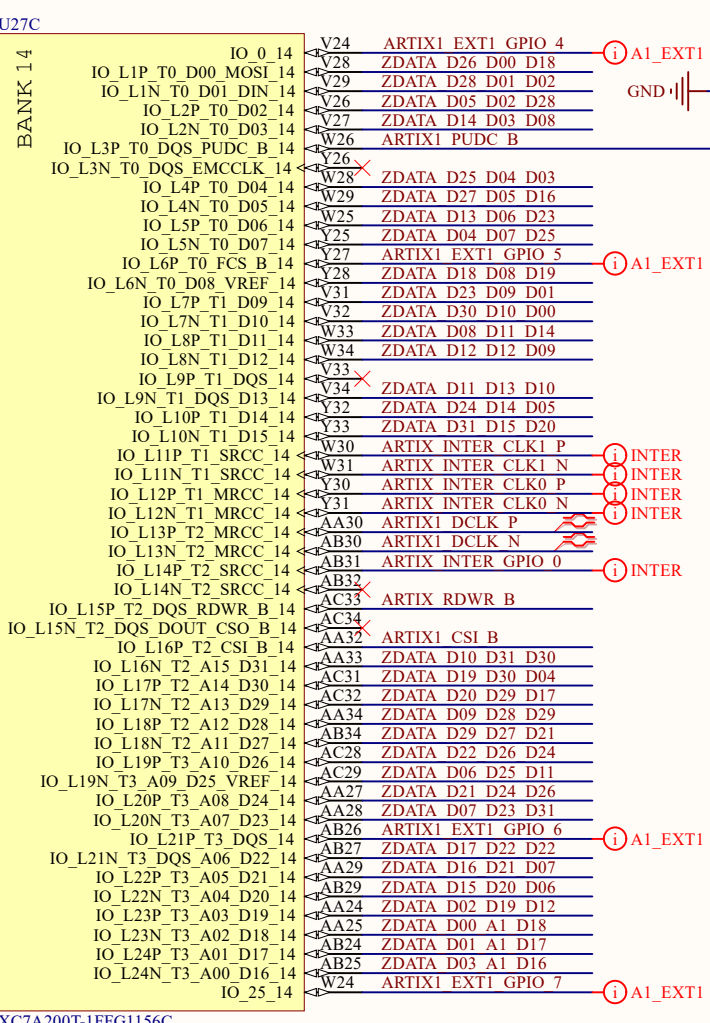 U27C
BANK 14
IO_0_14 V24 ARTIX1_EXT1_GPIO_4 i A1_EXT1
IO_L1P_T0_D00_MOSI_14 V28 ZDATA_D26_D00_D18
IO_L1N_T0_D01_DIN_14 V29 ZDATA_D28_D01_D02
GND
IO_L2P_T0_D02_14 V26 ZDATA_D05_D02_D28
IO_L2N_T0_D03_14 V27 ZDATA_D14_D03_D08
IO_L3P_T0_DQS_PUDC_B_14 W26 ARTIX1_PUDC_B
IO_L3N_T0_DQS_EMCCLK_14 Y26
IO_L4P_T0_D04_14 W28 ZDATA_D25_D04_D03
IO_L4N_T0_D05_14 W29 ZDATA_D27_D05_D16
IO_L5P_T0_D06_14 W25 ZDATA_D13_D06_D23
IO_L5N_T0_D07_14 Y25 ZDATA_D04_D07_D25
IO_L6P_T0_FCS_B_14 Y27 ARTIX1_EXT1_GPIO_5 i A1_EXT1
IO_L6N_T0_D08_VREF_14 Y28 ZDATA_D18_D08_D19
IO_L7P_T1_D09_14 V31 ZDATA_D23_D09_D01
IO_L7N_T1_D10_14 V32 ZDATA_D30_D10_D00
IO_L8P_T1_D11_14 W33 ZDATA_D08_D11_D14
IO_L8N_T1_D12_14 W34 ZDATA_D12_D12_D09
IO_L9P_T1_DQS_14 V33
IO_L9N_T1_DQS_D13_14 V34 ZDATA_D11_D13_D10
IO_L10P_T1_D14_14 Y32 ZDATA_D24_D14_D05
IO_L10N_T1_D15_14 Y33 ZDATA_D31_D15_D20
IO_L11P_T1_SRCC_14 W30 ARTIX_INTER_CLK1_P i INTER
IO_L11N_T1_SRCC_14 W31 ARTIX_INTER_CLK1_N i INTER
IO_L12P_T1_MRCC_14 Y30 ARTIX_INTER_CLK0_P i INTER
IO_L12N_T1_MRCC_14 Y31 ARTIX_INTER_CLK0_N i INTER
IO_L13P_T2_MRCC_14 AA30 ARTIX1_DCLK_P
IO_L13N_T2_MRCC_14 AB30 ARTIX1_DCLK_N
IO_L14P_T2_SRCC_14 AB31 ARTIX_INTER_GPIO_0 i INTER
IO_L14N_T2_SRCC_14 AB32
IO_L15P_T2_DQS_RDWR_B_14 AC33 ARTIX_RDWR_B
IO_L15N_T2_DQS_DOUT_CSO_B_14 AC34
IO_L16P_T2_CSI_B_14 AA32 ARTIX1_CSI_B
IO_L16N_T2_A15_D31_14 AA33 ZDATA_D10_D31_D30
IO_L17P_T2_A14_D30_14 AC31 ZDATA_D19_D30_D04
IO_L17N_T2_A13_D29_14 AC32 ZDATA_D20_D29_D17
IO_L18P_T2_A12_D28_14 AA34 ZDATA_D09_D28_D29
IO_L18N_T2_A11_D27_14 AB34 ZDATA_D29_D27_D21
IO_L19P_T3_A10_D26_14 AC28 ZDATA_D22_D26_D24
IO_L19N_T3_A09_D25_VREF_14 AC29 ZDATA_D06_D25_D11
IO_L20P_T3_A08_D24_14 AA27 ZDATA_D21_D24_D26
IO_L20N_T3_A07_D23_14 AA28 ZDATA_D07_D23_D31
IO_L21P_T3_DQS_14 AB26 ARTIX1_EXT1_GPIO_6 i A1_EXT1
IO_L21N_T3_DQS_A06_D22_14 AB27 ZDATA_D17_D22_D22
IO_L22P_T3_A05_D21_14 AA29 ZDATA_D16_D21_D07
IO_L22N_T3_A04_D20_14 AB29 ZDATA_D15_D20_D06
IO_L23P_T3_A03_D19_14 AA24 ZDATA_D02_D19_D12
IO_L23N_T3_A02_D18_14 AA25 ZDATA_D00_A1_D18
IO_L24P_T3_A01_D17_14 AB24 ZDATA_D01_A1_D17
IO_L24N_T3_A00_D16_14 AB25 ZDATA_D03_A1_D16
IO_25_14 W24 ARTIX1_EXT1_GPIO_7 i A1_EXT1
XC7A200T-1FFG1156C